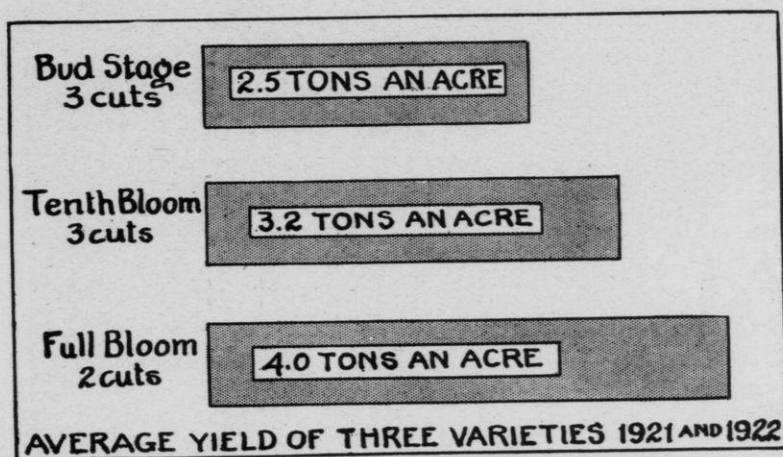 Bud Stage
3 cuts
2.5 TONS AN ACRE
Tenth Bloom
3 cuts
3.2 TONS AN ACRE
Full Bloom
2 cuts
4.0 TONS AN ACRE
AVERAGE YIELD OF THREE VARIETIES 1921 AND 1922